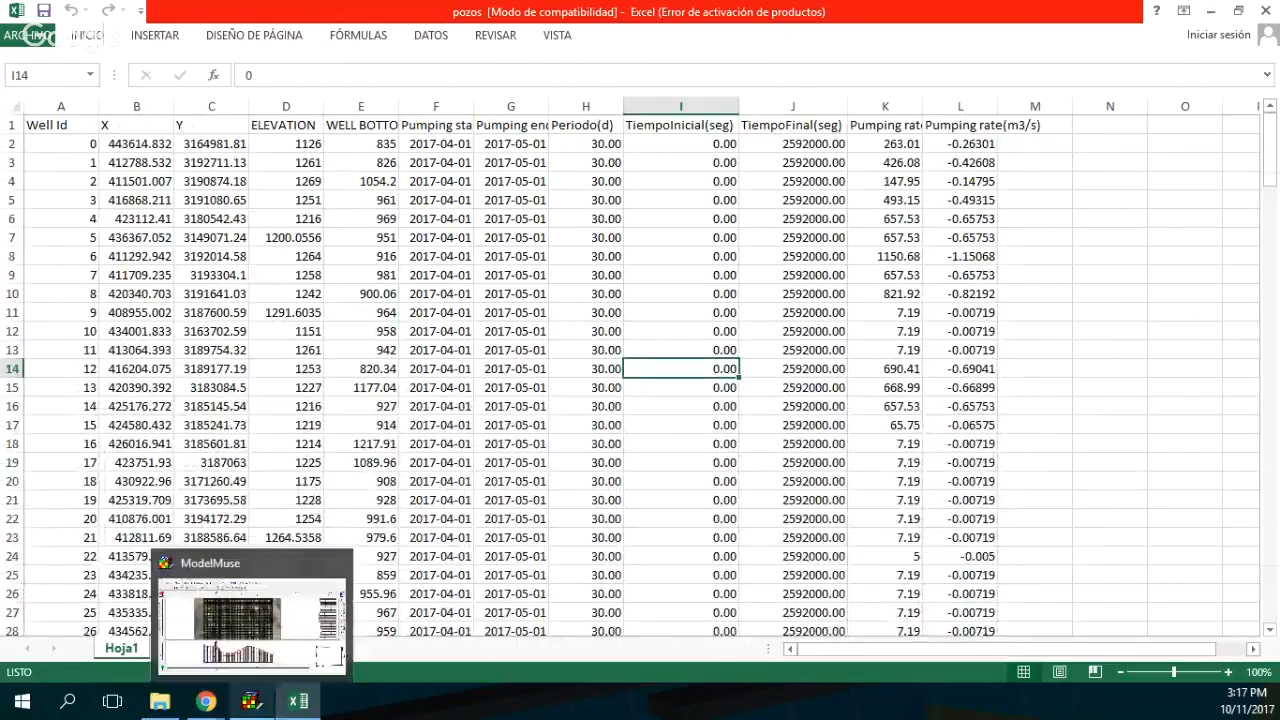 pozos [Modo de compatibilidad] - Excel (Error de activación de productos)
ARCHIVO INICIO INSERTAR DISEÑO DE PÁGINA FÓRMULAS DATOS REVISAR VISTA Iniciar sesión
I14 0
A B C D E F G H I J K L M N O
1 Well Id X Y ELEVATION WELL BOTTO Pumping sta Pumping end Periodo(d) TiempoInicial(seg) TiempoFinal(seg) Pumping rate Pumping rate(m3/s)
2 0 443614.832 3164981.81 1126 835 2017-04-01 2017-05-01 30.00 0.00 2592000.00 263.01 -0.26301
3 1 412788.532 3192711.13 1261 826 2017-04-01 2017-05-01 30.00 0.00 2592000.00 426.08 -0.42608
4 2 411501.007 3190874.18 1269 1054.2 2017-04-01 2017-05-01 30.00 0.00 2592000.00 147.95 -0.14795
5 3 416868.211 3191080.65 1251 961 2017-04-01 2017-05-01 30.00 0.00 2592000.00 493.15 -0.49315
6 4 423112.41 3180542.43 1216 969 2017-04-01 2017-05-01 30.00 0.00 2592000.00 657.53 -0.65753
7 5 436367.052 3149071.24 1200.0556 951 2017-04-01 2017-05-01 30.00 0.00 2592000.00 657.53 -0.65753
8 6 411292.942 3192014.58 1264 916 2017-04-01 2017-05-01 30.00 0.00 2592000.00 1150.68 -1.15068
9 7 411709.235 3193304.1 1258 981 2017-04-01 2017-05-01 30.00 0.00 2592000.00 657.53 -0.65753
10 8 420340.703 3191641.03 1242 900.06 2017-04-01 2017-05-01 30.00 0.00 2592000.00 821.92 -0.82192
11 9 408955.002 3187600.59 1291.6035 964 2017-04-01 2017-05-01 30.00 0.00 2592000.00 7.19 -0.00719
12 10 434001.833 3163702.59 1151 958 2017-04-01 2017-05-01 30.00 0.00 2592000.00 7.19 -0.00719
13 11 413064.393 3189754.32 1261 942 2017-04-01 2017-05-01 30.00 0.00 2592000.00 7.19 -0.00719
14 12 416204.075 3189177.19 1253 820.34 2017-04-01 2017-05-01 30.00 0.00 2592000.00 690.41 -0.69041
15 13 420390.392 3183084.5 1227 1177.04 2017-04-01 2017-05-01 30.00 0.00 2592000.00 668.99 -0.66899
16 14 425176.272 3185145.54 1216 927 2017-04-01 2017-05-01 30.00 0.00 2592000.00 657.53 -0.65753
17 15 424580.432 3185241.73 1219 914 2017-04-01 2017-05-01 30.00 0.00 2592000.00 65.75 -0.06575
18 16 426016.941 3185601.81 1214 1217.91 2017-04-01 2017-05-01 30.00 0.00 2592000.00 7.19 -0.00719
19 17 423751.93 3187063 1225 1089.96 2017-04-01 2017-05-01 30.00 0.00 2592000.00 7.19 -0.00719
20 18 430922.96 3171260.49 1175 908 2017-04-01 2017-05-01 30.00 0.00 2592000.00 7.19 -0.00719
21 19 425319.709 3173695.58 1228 928 2017-04-01 2017-05-01 30.00 0.00 2592000.00 7.19 -0.00719
22 20 410876.001 3194172.29 1254 991.6 2017-04-01 2017-05-01 30.00 0.00 2592000.00 7.19 -0.00719
23 21 412811.69 3188586.64 1264.5358 979.6 2017-04-01 2017-05-01 30.00 0.00 2592000.00 7.19 -0.00719
24 22 413579. 927 2017-04-01 2017-05-01 30.00 0.00 2592000.00 5 -0.005
25 23 434235. 859 2017-04-01 2017-05-01 30.00 0.00 2592000.00 7.19 -0.00719
26 24 433818. 955.96 2017-04-01 2017-05-01 30.00 0.00 2592000.00 7.19 -0.00719
27 25 435335. 967 2017-04-01 2017-05-01 30.00 0.00 2592000.00 7.19 -0.00719
28 26 434562. 959 2017-04-01 2017-05-01 30.00 0.00 2592000.00 7.19 -0.00719
ModelMuse
Hoja1
LISTO 100%
3:17 PM
10/11/2017